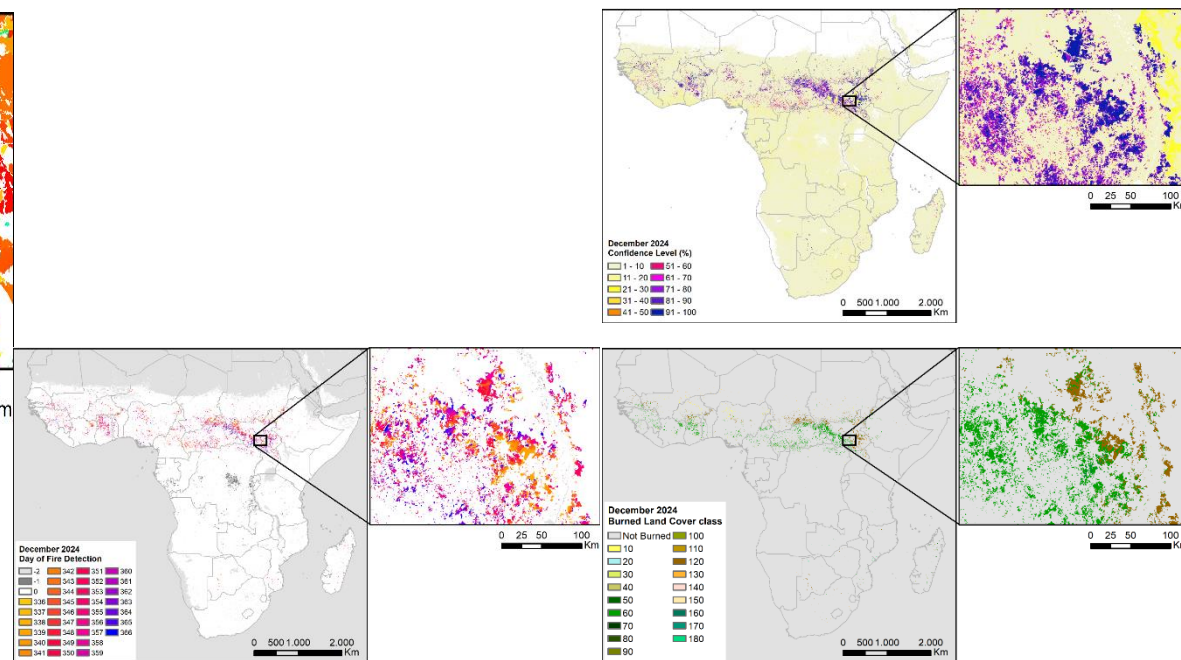 December 2024
Confidence Level (%)
1 - 10 51 - 60
11 - 20 61 - 70
21 - 30 71 - 80
31 - 40 81 - 90
41 - 50 91 - 100
0 500 1.000 2.000
Km
0 25 50 100
Km
m
December 2024
Day of Fire Detection
-2 342 351 360
-1 343 352 361
0 344 353 362
336 345 354 363
337 346 355 364
338 347 356 365
339 348 357 366
340 349 358
341 350 359
0 500 1.000 2.000
Km
0 25 50 100
Km
December 2024
Burned Land Cover class
Not Burned 100
10 110
20 120
30 130
40 140
50 150
60 160
70 170
80 180
90
0 500 1.000 2.000
Km
0 25 50 100
Km